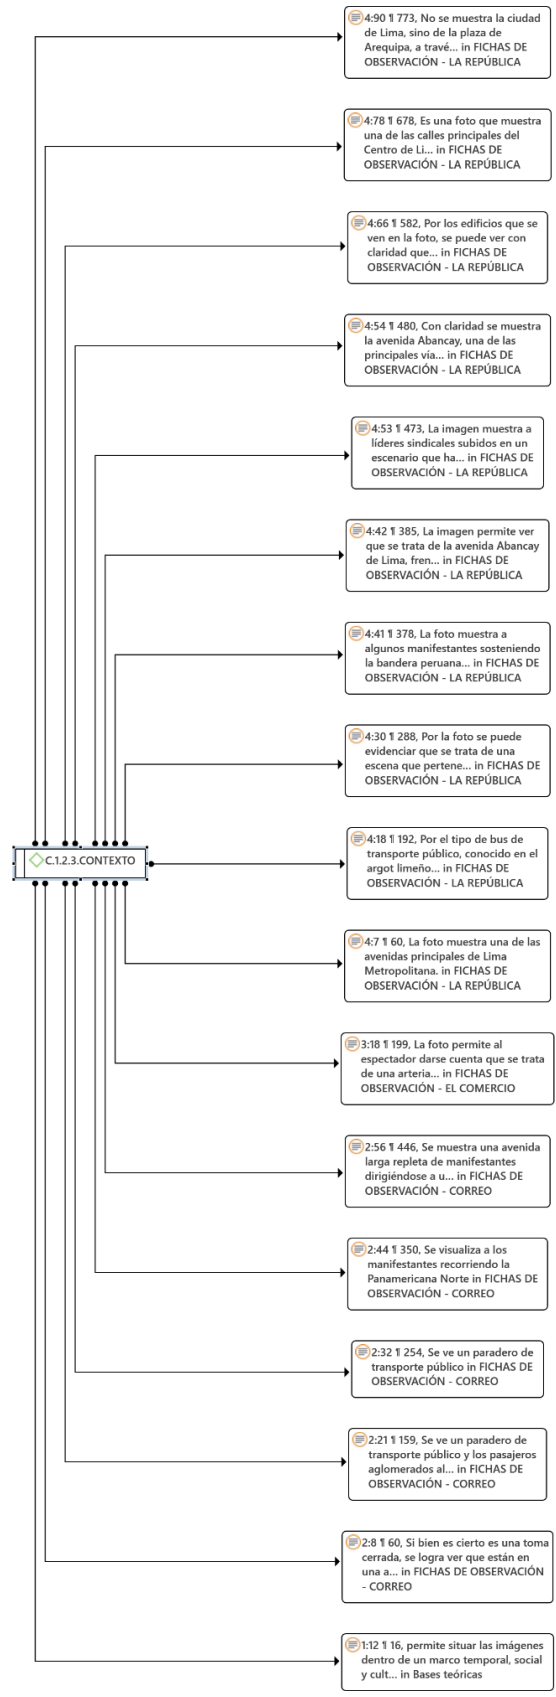 4:90 ¶ 773, No se muestra la ciudad
de Lima, sino de la plaza de
Arequipa, a travé... in FICHAS DE
OBSERVACIÓN - LA REPÚBLICA
4:78 ¶ 678, Es una foto que muestra
una de las calles principales del
Centro de Li... in FICHAS DE
OBSERVACIÓN - LA REPÚBLICA
4:66 ¶ 582, Por los edificios que se
ven en la foto, se puede ver con
claridad que... in FICHAS DE
OBSERVACIÓN - LA REPÚBLICA
4:54 ¶ 480, Con claridad se muestra
la avenida Abancay, una de las
principales vía... in FICHAS DE
OBSERVACIÓN - LA REPÚBLICA
4:53 ¶ 473, La imagen muestra a
líderes sindicales subidos en un
escenario que ha... in FICHAS DE
OBSERVACIÓN - LA REPÚBLICA
4:42 ¶ 385, La imagen permite ver
que se trata de la avenida Abancay
de Lima, fren... in FICHAS DE
OBSERVACIÓN - LA REPÚBLICA
4:41 ¶ 378, La foto muestra a
algunos manifestantes sosteniendo
la bandera peruana... in FICHAS DE
OBSERVACIÓN - LA REPÚBLICA
4:30 ¶ 288, Por la foto se puede
evidenciar que se trata de una
escena que pertene... in FICHAS DE
OBSERVACIÓN - LA REPÚBLICA
C.1.2.3.CONTEXTO
4:18 ¶ 192, Por el tipo de bus de
transporte público, conocido en el
argot limeño... in FICHAS DE
OBSERVACIÓN - LA REPÚBLICA
4:7 ¶ 60, La foto muestra una de las
avenidas principales de Lima
Metropolitana. in FICHAS DE
OBSERVACIÓN - LA REPÚBLICA
3:18 ¶ 199, La foto permite al
espectador darse cuenta que se trata
de una arteria... in FICHAS DE
OBSERVACIÓN - EL COMERCIO
2:56 ¶ 446, Se muestra una avenida
larga repleta de manifestantes
dirigiéndose a u... in FICHAS DE
OBSERVACIÓN - CORREO
2:44 ¶ 350, Se visualiza a los
manifestantes recorriendo la
Panamericana Norte in FICHAS DE
OBSERVACIÓN - CORREO
2:32 ¶ 254, Se ve un paradero de
transporte público in FICHAS DE
OBSERVACIÓN - CORREO
2:21 ¶ 159, Se ve un paradero de
transporte público y los pasajeros
aglomerados al... in FICHAS DE
OBSERVACIÓN - CORREO
2:8 ¶ 60, Si bien es cierto es una toma
cerrada, se logra ver que están en
una a... in FICHAS DE OBSERVACIÓN
- CORREO
1:12 ¶ 16, permite situar las imágenes
dentro de un marco temporal, social
y cult... in Bases teóricas